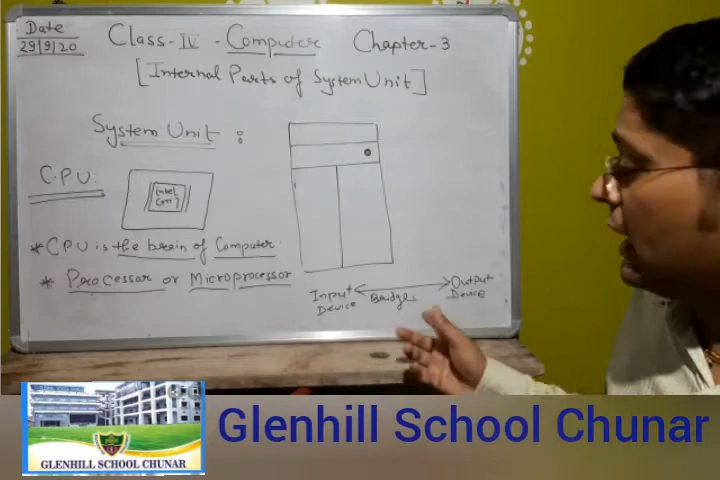 Date
29/9/20
Class-IV - Computer Chapter-3
[Internal Parts of System Unit]
System Unit :
C.P.U.
intel
Core 7
* CPU is the brain of Computer.
* Processor or Microprocessor
Input
Device
Bridge
Output
Device
GLENHILL SCHOOL CHUNAR
Glenhill School Chunar